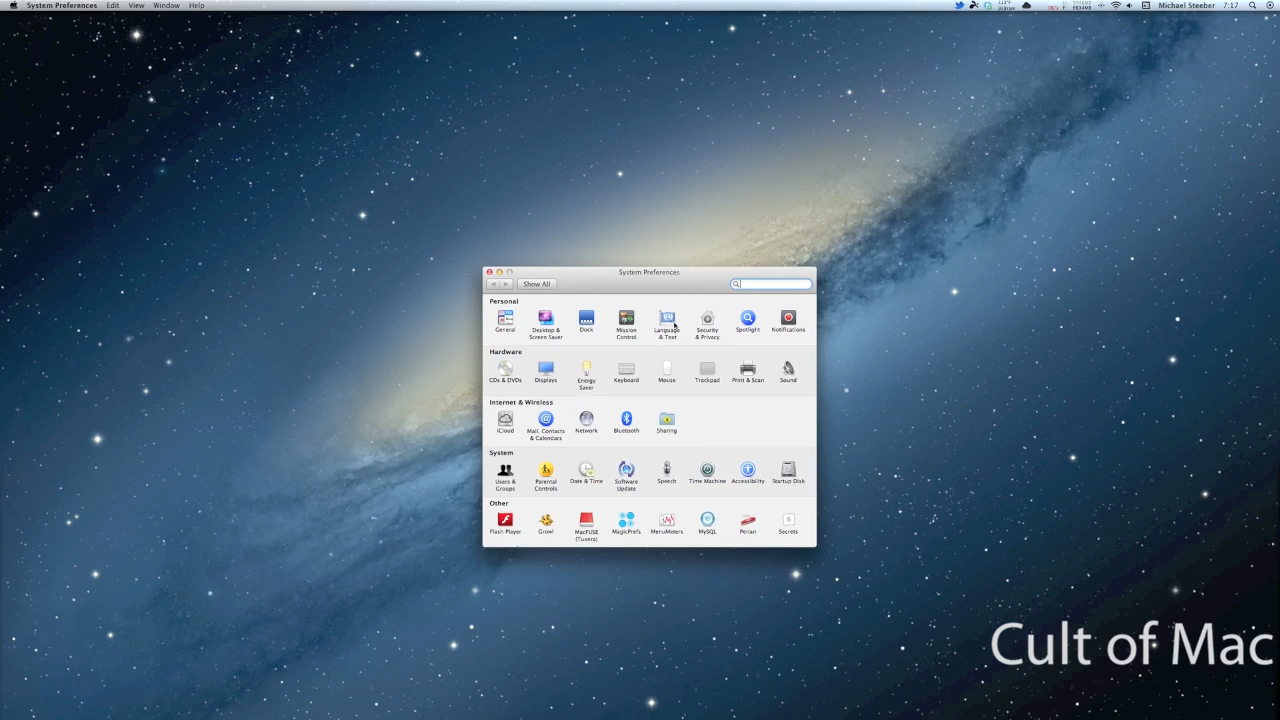 System Preferences Edit View Window Help
Michael Steeber 7:17
System Preferences
Show All
Personal
General
Desktop & Screen Saver
Dock
Mission Control
Language & Text
Security & Privacy
Spotlight
Notifications
Hardware
CDs & DVDs
Displays
Energy Saver
Keyboard
Mouse
Trackpad
Print & Scan
Sound
Internet & Wireless
iCloud
Mail, Contacts & Calendars
Network
Bluetooth
Sharing
System
Users & Groups
Parental Controls
Date & Time
Software Update
Speech
Time Machine
Accessibility
Startup Disk
Other
Flash Player
Growl
MacFUSE (Tuxera)
MagicPrefs
MenuMeters
MySQL
Perian
Secrets
Cult of Mac